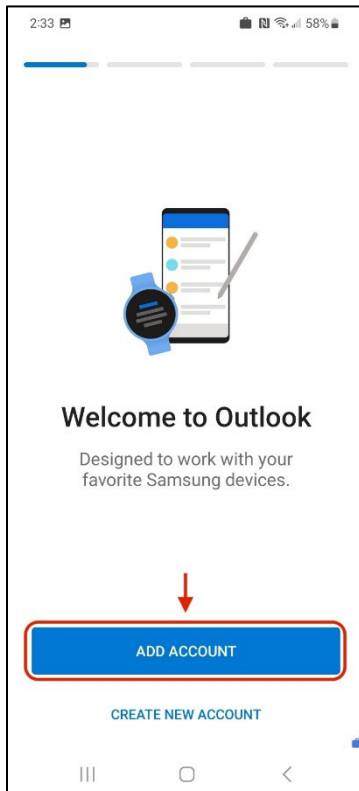 2:33 58%
Welcome to Outlook
Designed to work with your
favorite Samsung devices.
ADD ACCOUNT
CREATE NEW ACCOUNT